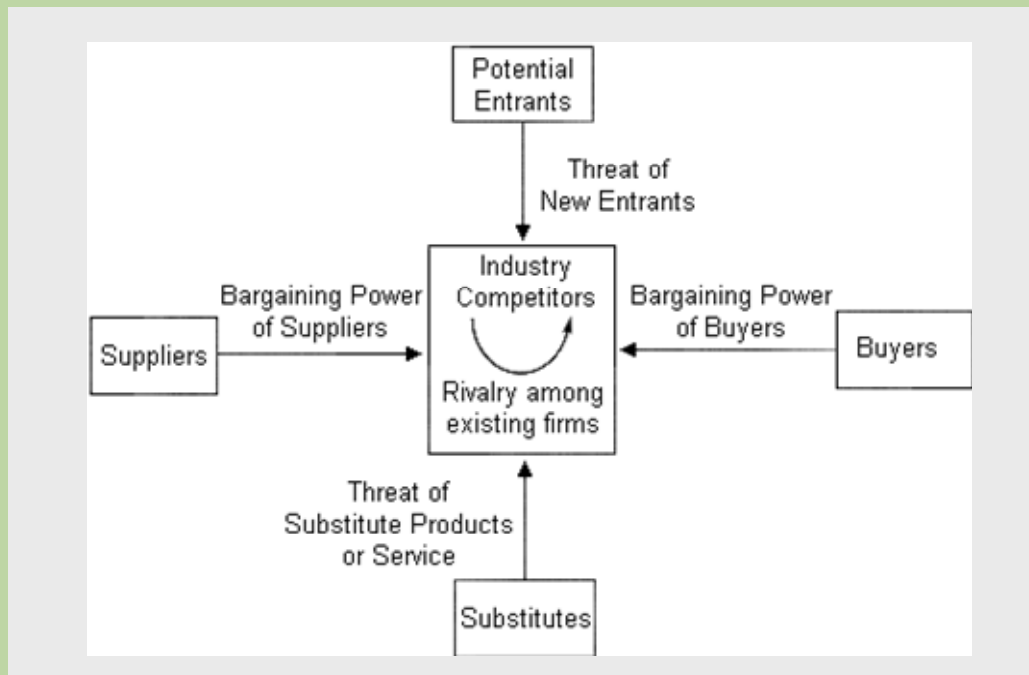 Potential
Entrants
Threat of
New Entrants
Industry
Competitors
Bargaining Power
of Suppliers
Bargaining Power
of Buyers
Suppliers
Buyers
Rivalry among
existing firms
Threat of
Substitute Products
or Service
Substitutes